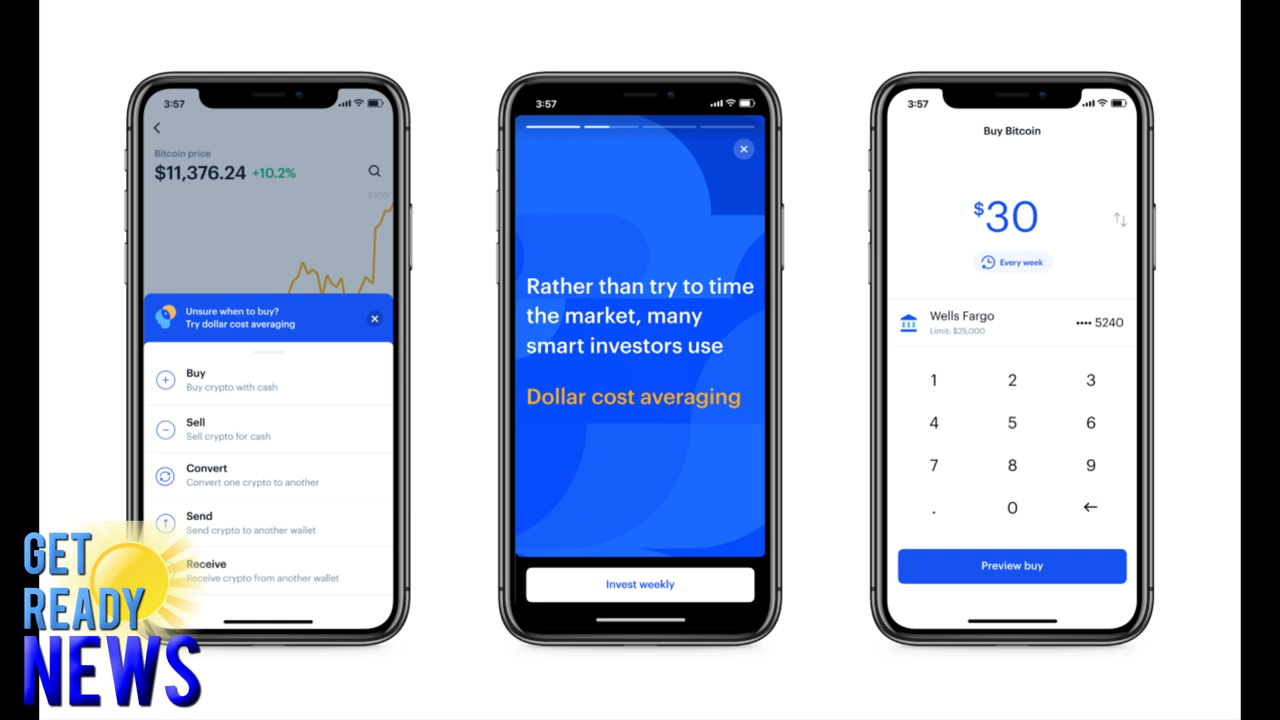 3:57
Bitcoin price
$11,376.24 +10.2%
$400
Unsure when to buy?
Try dollar cost averaging
Buy
Buy crypto with cash
Sell
Sell crypto for cash
Convert
Convert one crypto to another
Send
Send crypto to another wallet
Receive
Receive crypto from another wallet
3:57
Rather than try to time
the market, many
smart investors use
Dollar cost averaging
Invest weekly
3:57
Buy Bitcoin
$30
Every week
Wells Fargo
Limit: $25,000
•••• 5240
1 2 3
4 5 6
7 8 9
. 0 ←
Preview buy
GET
READY
NEWS